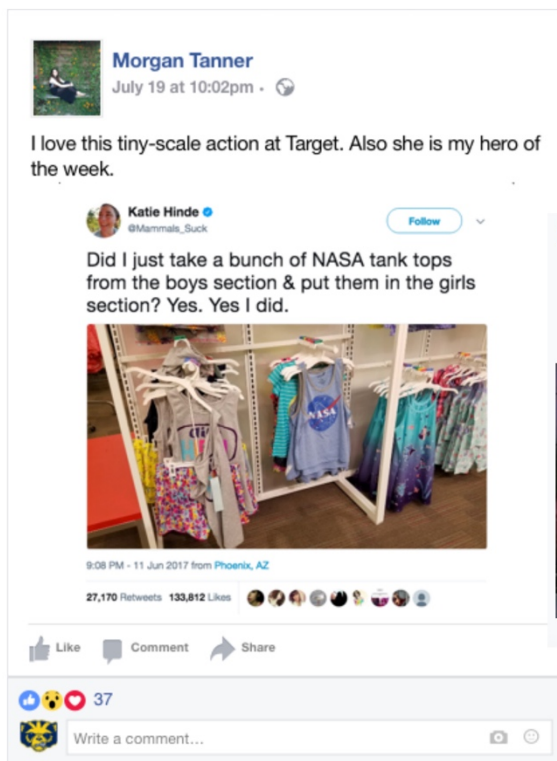 Morgan Tanner
July 19 at 10:02pm ·
I love this tiny-scale action at Target. Also she is my hero of
the week.
Katie Hinde
@Mammals_Suck
Follow
Did I just take a bunch of NASA tank tops
from the boys section & put them in the girls
section? Yes. Yes I did.
NASA
9:08 PM - 11 Jun 2017 from Phoenix, AZ
27,170 Retweets 133,812 Likes
Like Comment Share
37
Write a comment...